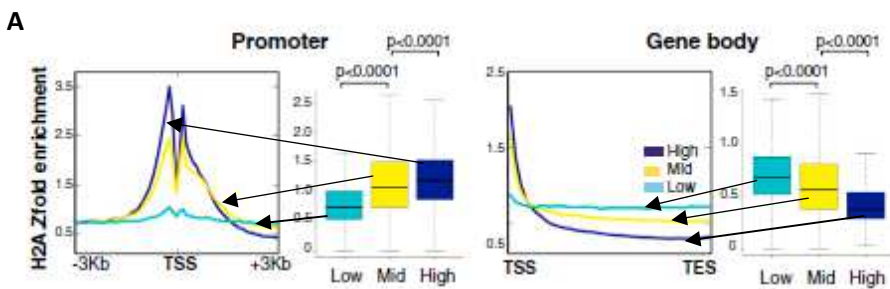 A
Promoter
p<0.0001
p<0.0001
H2A.Zfold enrichment
3.5
2.5
1.5
0.5
-3Kb TSS +3Kb
2.5
2.0
1.5
1.0
0.5
0
Low Mid High
Gene body
p<0.0001
p<0.0001
2.5
1.5
0.5
High
Mid
Low
TSS TES
1.5
1.0
0.5
0
Low Mid High